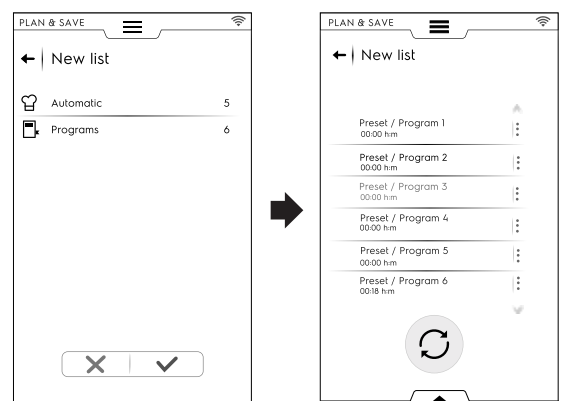 PLAN & SAVE
New list
Automatic 5
Programs 6
PLAN & SAVE
New list
Preset / Program 1
00:00 h:m
Preset / Program 2
00:00 h:m
Preset / Program 3
00:00 h:m
Preset / Program 4
00:00 h:m
Preset / Program 5
00:00 h:m
Preset / Program 6
00:18 h:m